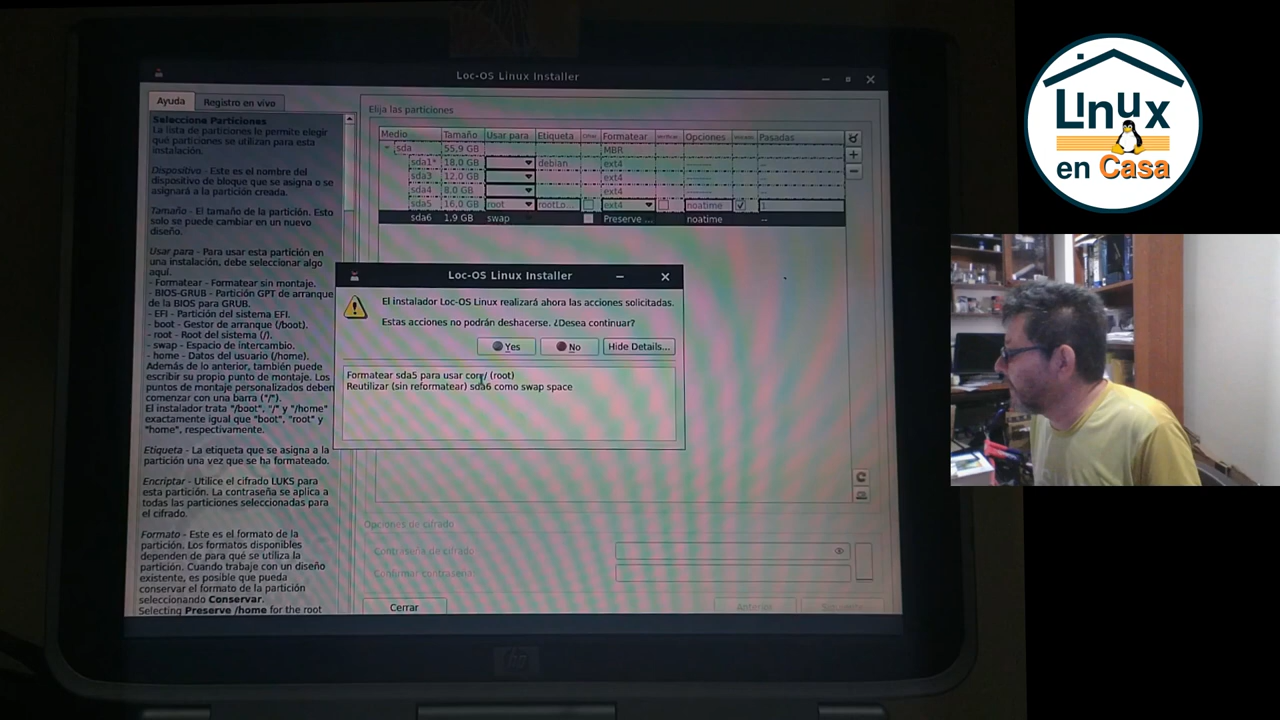 Loc-OS Linux Installer
Ayuda
Registro en vivo
Selecciona Particiones
La lista de particiones le permite elegir
qué particiones se utilizan para esta
instalación.
Dispositivo - Este es el nombre del
dispositivo de bloque que se asigna o se
asignará a la partición creada.
Tamaño - El tamaño de la partición. Esto
solo se puede cambiar en un nuevo
diseño.
Usar para - Para usar esta partición en
una instalación, debe seleccionar algo
aquí.
- Formatear - Formatear sin montaje.
- BIOS-GRUB - Partición GPT de arranque
de la BIOS para GRUB.
- EFI - Partición del sistema EFI.
- boot - Gestor de arranque (/boot).
- root - Root del sistema (/).
- swap - Espacio de intercambio.
- home - Datos del usuario (/home).
Además de lo anterior, también puede
escribir su propio punto de montaje. Los
puntos de montaje personalizados deben
comenzar con una barra ("/").
El instalador trata "/boot", "/" y "/home"
exactamente igual que "boot", "root" y
"home", respectivamente.
Etiqueta - La etiqueta que se asigna a la
partición una vez que se ha formateado.
Encriptar - Utilice el cifrado LUKS para
esta partición. La contraseña se aplica a
todas las particiones seleccionadas para
el cifrado.
Formato - Este es el formato de la
partición. Los formatos disponibles
dependen de para qué se utiliza la
partición. Cuando trabaje con un diseño
existente, es posible que pueda
conservar el formato de la partición
seleccionando Conservar.
Selecting Preserve /home for the root
Elija las particiones
Medio Tamaño Usar para Etiqueta Formatear Opciones Pasadas
sda 55,9 GB MBR
sda1* 18,0 GB debian ext4 ------ --
sda3 12,0 GB ext4 ------ --
sda4 8,0 GB ext4 ------ --
sda5 16,0 GB root rootLo... ext4 noatime 1
sda6 1,9 GB swap Preserve ... noatime --
Loc-OS Linux Installer
El instalador Loc-OS Linux realizará ahora las acciones solicitadas.
Estas acciones no podrán deshacerse. ¿Desea continuar?
Yes
No
Hide Details...
Formatear sda5 para usar com / (root)
Reutilizar (sin reformatear) sda6 como swap space
Opciones de cifrado
Contraseña de cifrado
Confirmar contraseña
Cerrar
Anterior
Siguiente
hp
Linux
en Casa